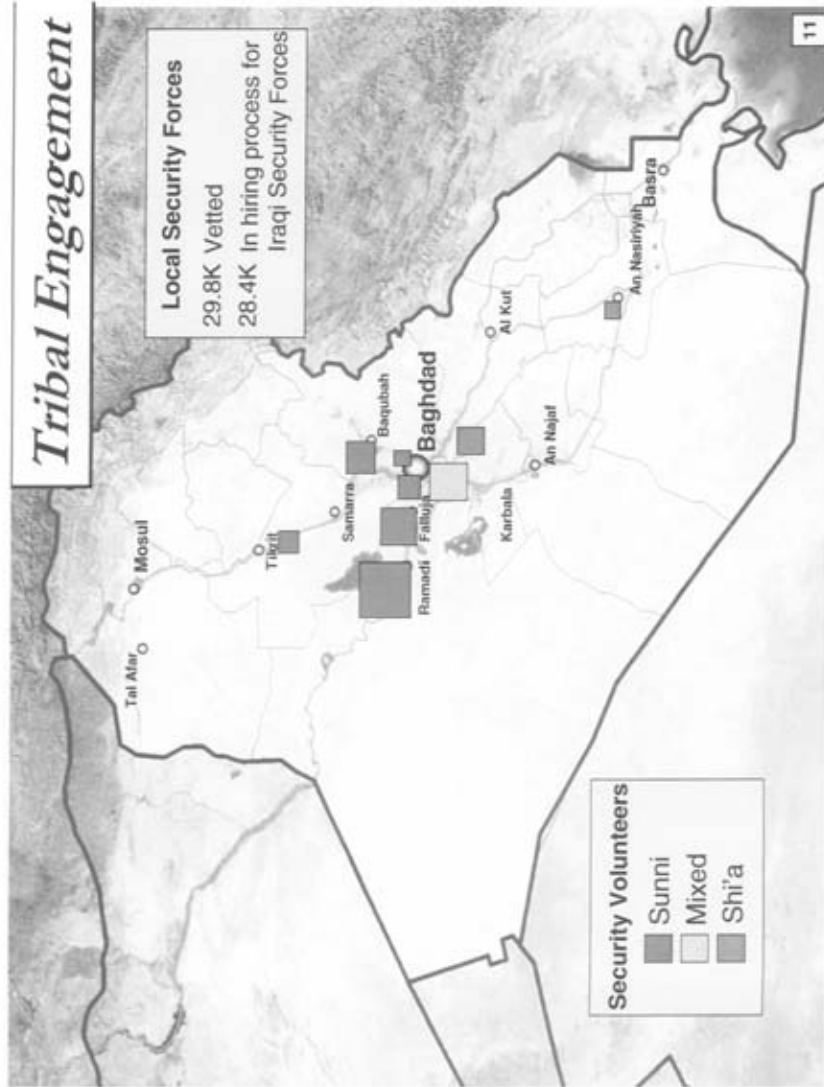 Tribal Engagement
Local Security Forces
29.8K Vetted
28.4K In hiring process for
Iraqi Security Forces
Mosul
Tal Afar
Tikrit
Samarra
Baqubah
Baghdad
Ramadi
Falluja
Karbala
Al Kut
An Najaf
An Nasiriyah
Basra
Security Volunteers
Sunni
Mixed
Shi'a
11